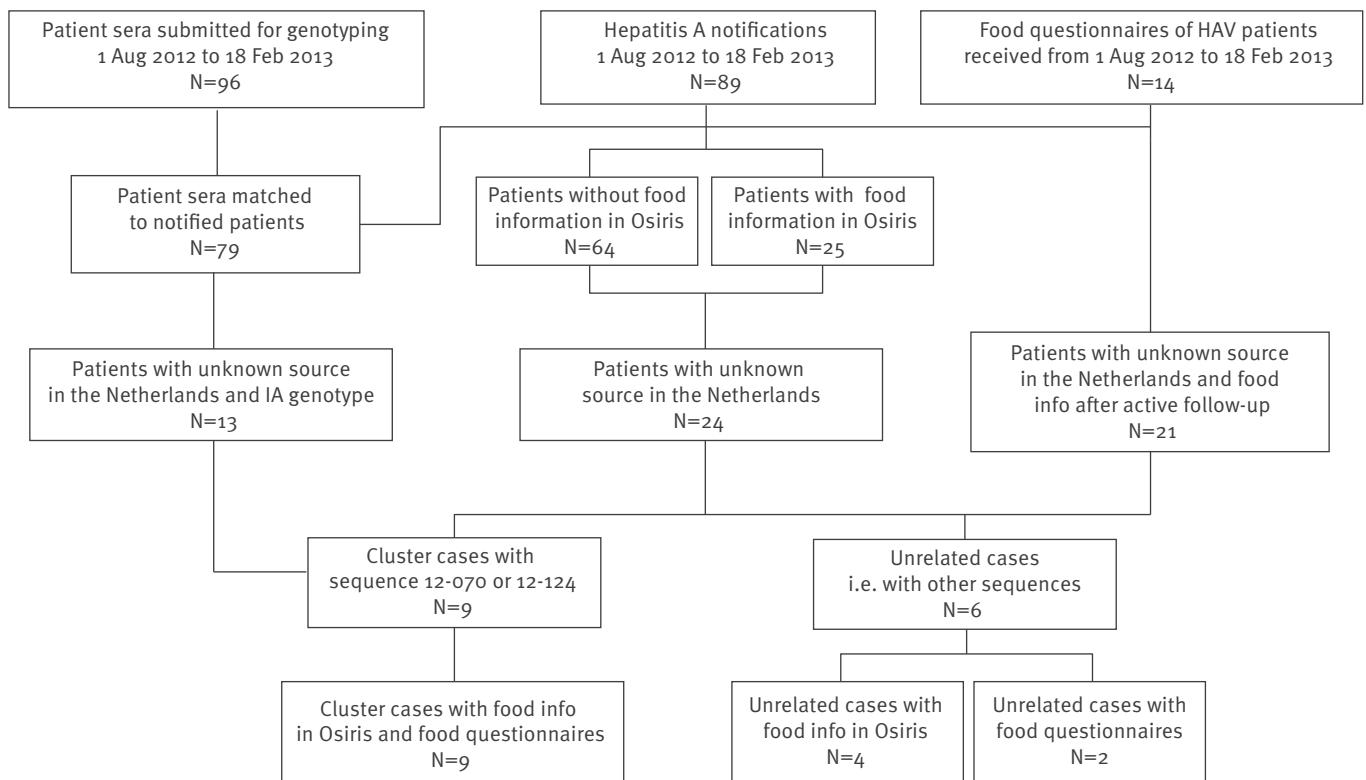 Patient sera submitted for genotyping
1 Aug 2012 to 18 Feb 2013
N=96
Hepatitis A notifications
1 Aug 2012 to 18 Feb 2013
N=89
Food questionnaires of HAV patients
received from 1 Aug 2012 to 18 Feb 2013
N=14
Patient sera matched
to notified patients
N=79
Patients without food
information in Osiris
N=64
Patients with food
information in Osiris
N=25
Patients with unknown source
in the Netherlands and IA genotype
N=13
Patients with unknown
source in the Netherlands
N=24
Patients with unknown source
in the Netherlands and food
info after active follow-up
N=21
Cluster cases with
sequence 12-070 or 12-124
N=9
Unrelated cases
i.e. with other sequences
N=6
Cluster cases with food info
in Osiris and food questionnaires
N=9
Unrelated cases with
food info in Osiris
N=4
Unrelated cases with
food questionnaires
N=2